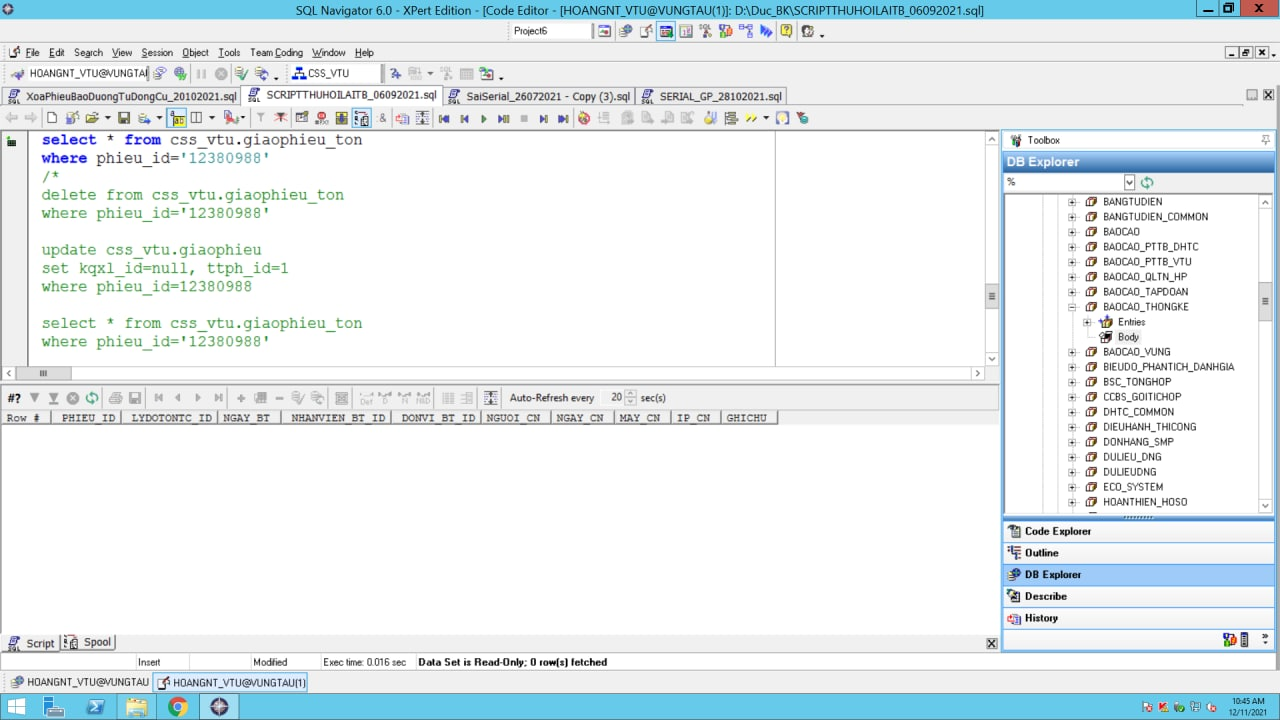 SQL Navigator 6.0 - XPert Edition - [Code Editor - [HOANGNT_VTU@VUNGTAU(1)]: D:\Duc_BK\SCRIPTTHUHOILAITB_06092021.sql]
Project6
File Edit Search View Session Object Tools Team Coding Window Help
HOANGNT_VTU@VUNGTAU
CSS_VTU
XoaPhieuBaoDuongTuDongCu_20102021.sql
SCRIPTTHUHOILAITB_06092021.sql
SaiSerial_26072021 - Copy (3).sql
SERIAL_GP_28102021.sql
select * from css_vtu.giaophieu_ton
where phieu_id='12380988'
/*
delete from css_vtu.giaophieu_ton
where phieu_id='12380988'
update css_vtu.giaophieu
set kqxl_id=null, ttph_id=1
where phieu_id=12380988
select * from css_vtu.giaophieu_ton
where phieu_id='12380988'
#? Auto-Refresh every 20 sec(s)
Row # PHIEU_ID LYDOTONTC_ID NGAY_BT NHANVIEN_BT_ID DONVI_BT_ID NGUOI_CN NGAY_CN MAY_CN IP_CN GHICHU
Toolbox
DB Explorer
%
BANGTUDIEN
BANGTUDIEN_COMMON
BAOCAO
BAOCAO_PTTB_DHTC
BAOCAO_PTTB_VTU
BAOCAO_QLTN_HP
BAOCAO_TAPDOAN
BAOCAO_THONGKE
Entries
Body
BAOCAO_VUNG
BIEUDO_PHANTICH_DANHGIA
BSC_TONGHOP
CCBS_GOITICHOP
DHTC_COMMON
DIEUHANH_THICONG
DONHANG_SMP
DULIEU_DNG
DULIEUDNG
ECO_SYSTEM
HOANTHIEN_HOSO
Code Explorer
Outline
DB Explorer
Describe
History
Script Spool
Insert Modified Exec time: 0.016 sec Data Set is Read-Only; 0 row(s) fetched
HOANGNT_VTU@VUNGTAU HOANGNT_VTU@VUNGTAU(1)
10:45 AM
12/11/2021